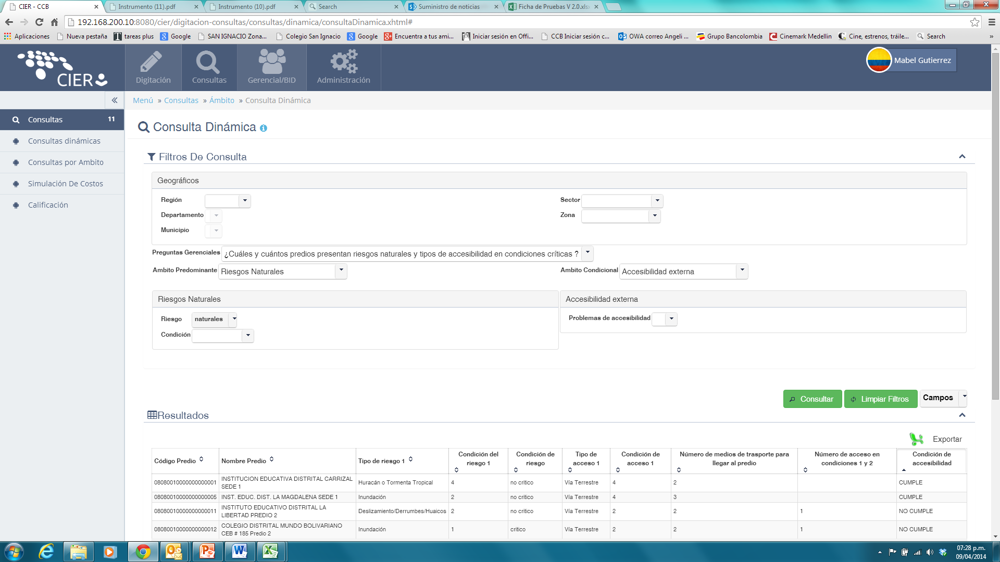 CIER - CCB
Instrumento (11).pdf
Instrumento (10).pdf
Search
Suministro de noticias
Ficha de Pruebas V 2.0.xls
192.168.200.10:8080/cier/digitacion-consultas/consultas/dinamica/consultaDinamica.xhtml#
Aplicaciones
Nueva pestaña
tareas plus
Google
SAN IGNACIO Zona...
Colegio San Ignacio
Google
Encuentra a tus ami...
Iniciar sesión en Offi...
CCB Iniciar sesión c...
OWA correo Angeli ...
Grupo Bancolombia
Cinemark Medellin
Cine, estrenos, tráile...
Search
»
CIER
Digitación
Consultas
Gerencial/BID
Administración
Mabel Gutierrez
Menú » Consultas » Ámbito » Consulta Dinámica
Consultas 11
Consultas dinámicas
Consultas por Ambito
Simulación De Costos
Calificación
Consulta Dinámica
Filtros De Consulta
Geográficos
Región
Sector
Departamento
Zona
Municipio
Preguntas Gerenciales ¿Cuáles y cuántos predios presentan riesgos naturales y tipos de accesibilidad en condiciones críticas ?
Ambito Predominante Riesgos Naturales
Ambito Condicional Accesibilidad externa
Riesgos Naturales
Accesibilidad externa
Riesgo naturales
Problemas de accesibilidad
Condición
Consultar
Limpiar Filtros
Campos
Resultados
Exportar
Código Predio
Nombre Predio
Tipo de riesgo 1
Condición del
riesgo 1
Condición de
riesgo
Tipo de
acceso 1
Condición de
acceso 1
Número de medios de trasporte para
llegar al predio
Número de acceso en
condiciones 1 y 2
Condición de
accesibilidad
08080010000000000001 INSTITUCION EDUCATIVA DISTRITAL CARRIZAL
SEDE 1
Huracán o Tormenta Tropical 4 no critico Vía Terrestre 4 2 CUMPLE
08080010000000000005 INST. EDUC. DIST. LA MAGDALENA SEDE 1 Inundación 2 no critico Vía Terrestre 4 3 CUMPLE
08080010000000000011 INSTITUTO EDUCATIVO DISTRITAL LA
LIBERTAD PREDIO 2
Deslizamiento/Derrumbes/Huaicos 2 no critico Vía Terrestre 2 2 1 NO CUMPLE
08080010000000000012 COLEGIO DISTRITAL MUNDO BOLIVARIANO
CEB # 185 Predio 2
Inundación 1 critico Vía Terrestre 2 2 1 NO CUMPLE
07:28 p.m.
09/04/2014